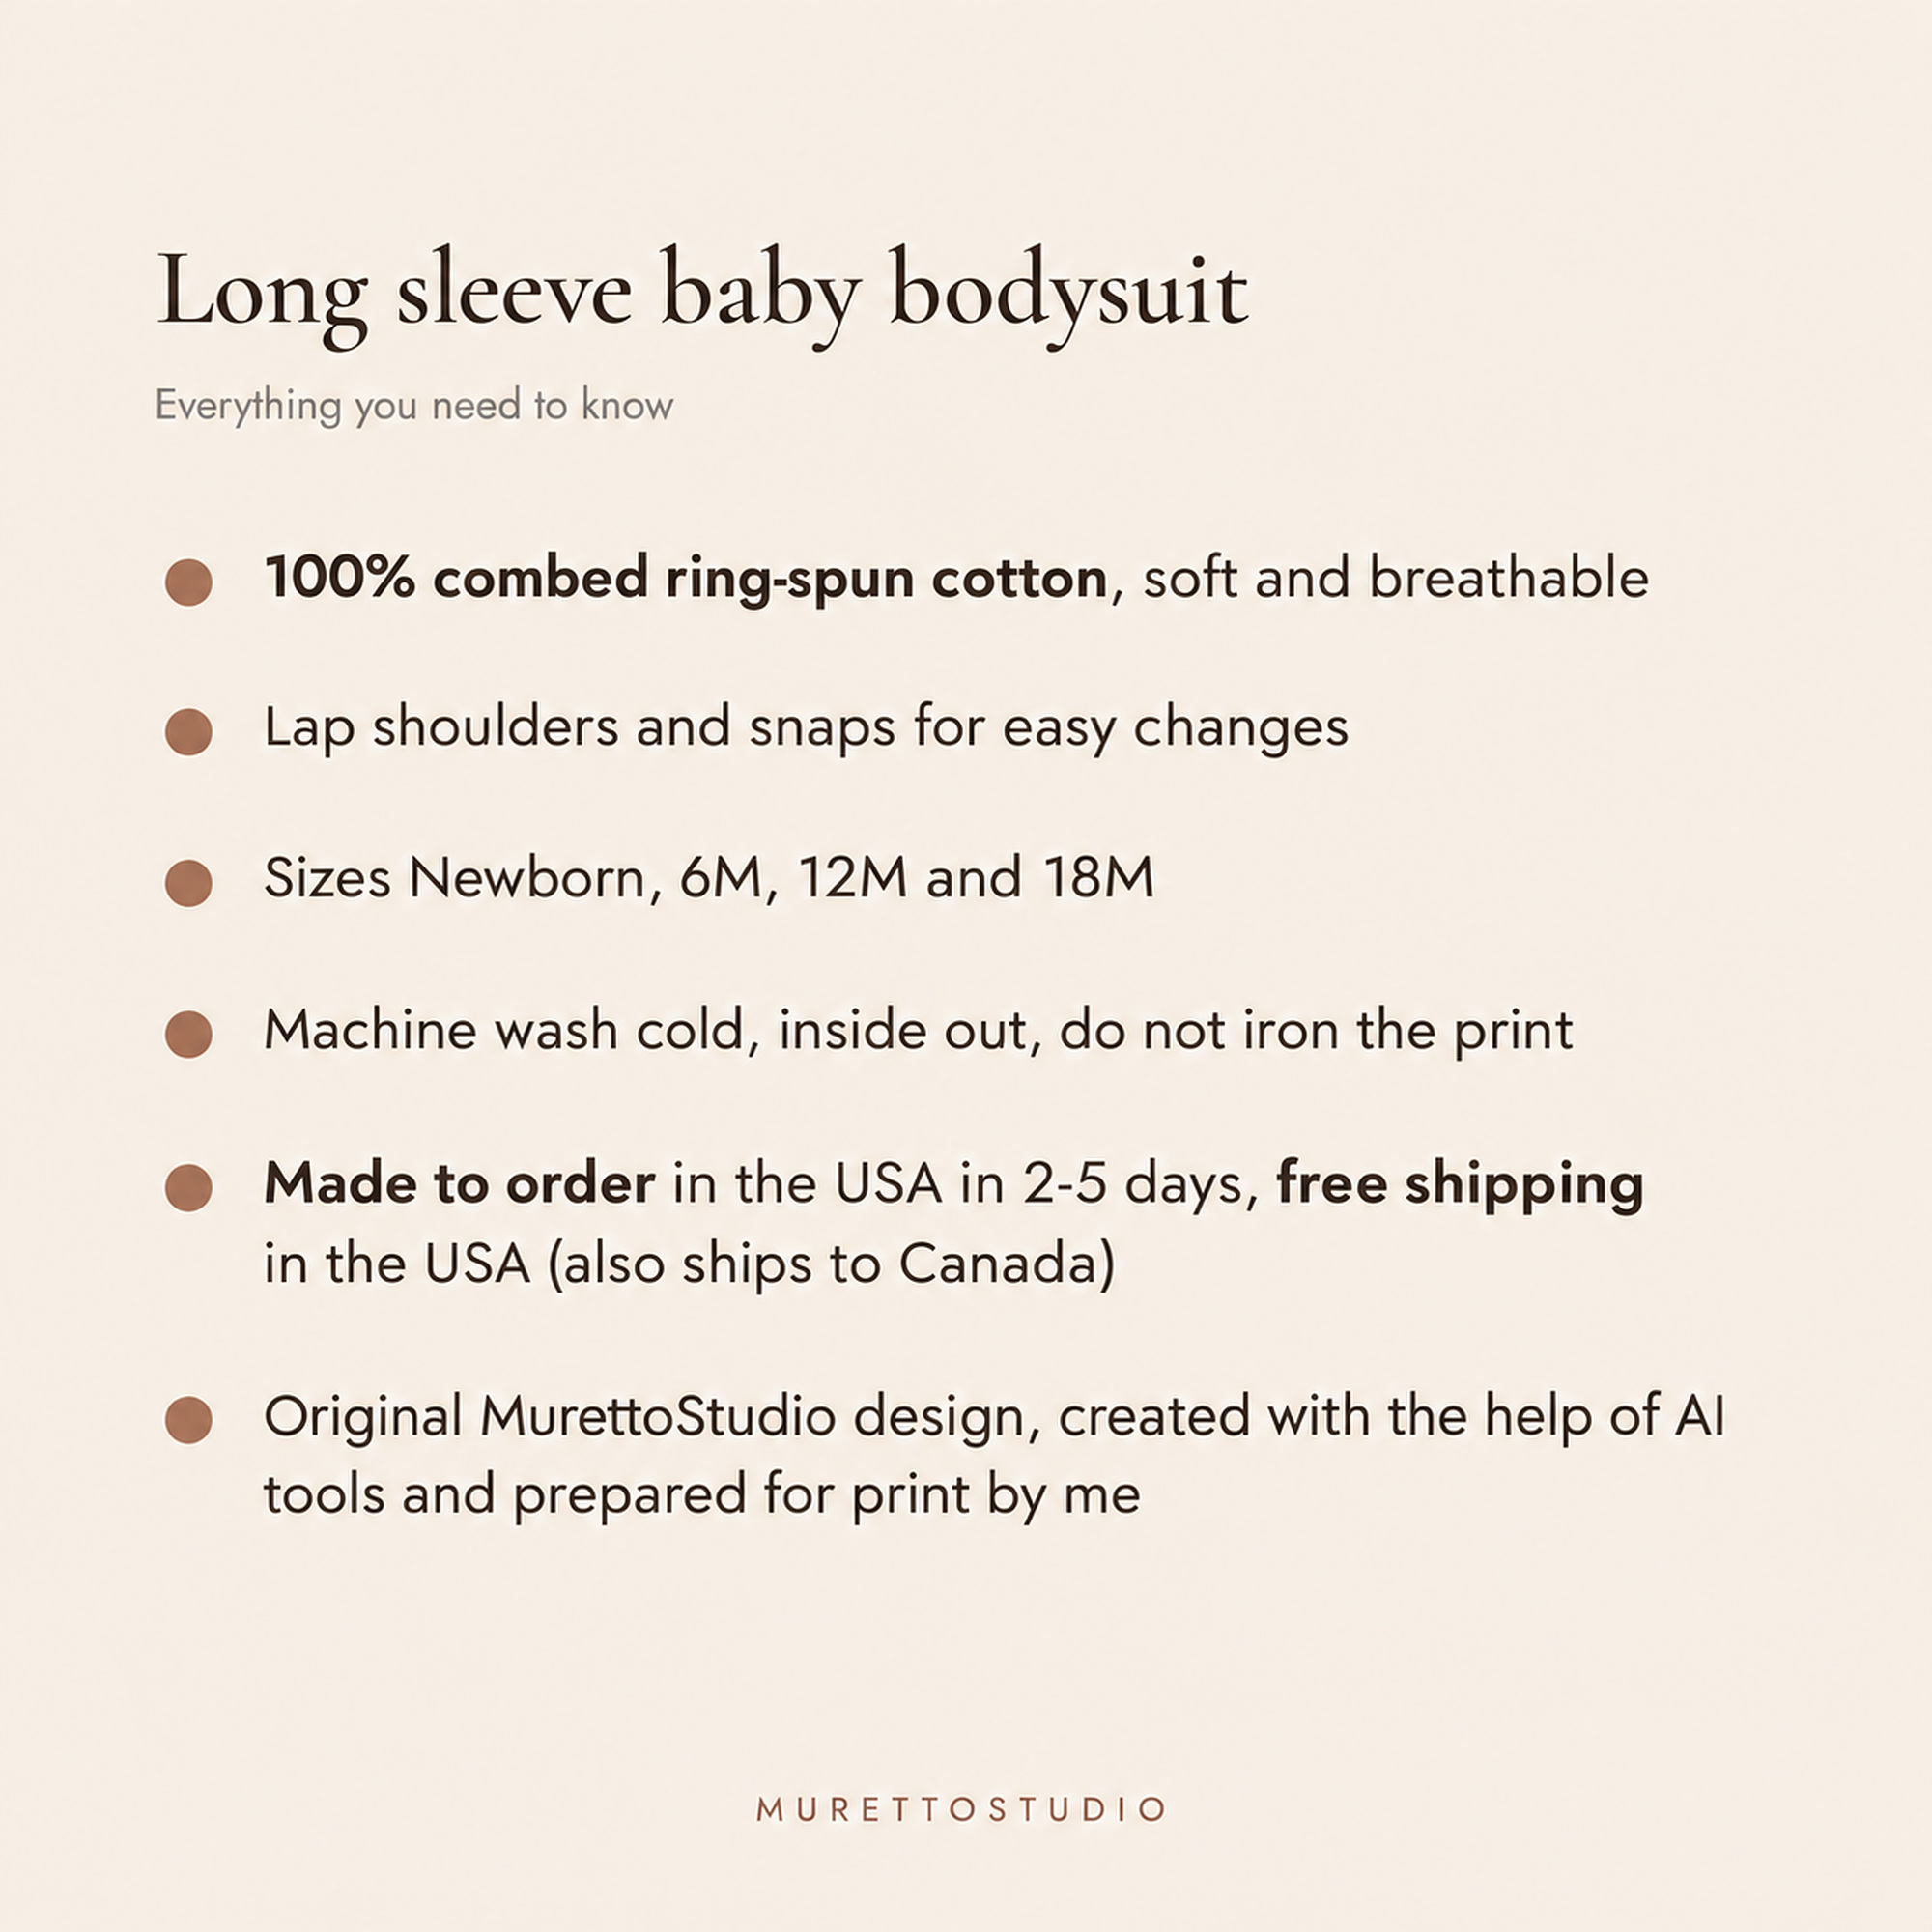 Long sleeve baby bodysuit
Everything you need to know
100% combed ring-spun cotton, soft and breathable
Lap shoulders and snaps for easy changes
Sizes Newborn, 6M, 12M and 18M
Machine wash cold, inside out, do not iron the print
Made to order in the USA in 2-5 days, free shipping
in the USA (also ships to Canada)
Original MurettoStudio design, created with the help of AI
tools and prepared for print by me
MURETTOSTUDIO